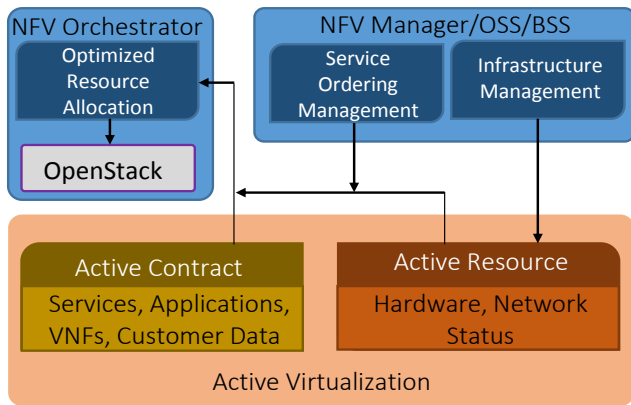 NFV Orchestrator
Optimized
Resource
Allocation
OpenStack
NFV Manager/OSS/BSS
Service
Ordering
Management
Infrastructure
Management
Active Contract
Services, Applications,
VNFs, Customer Data
Active Resource
Hardware, Network
Status
Active Virtualization